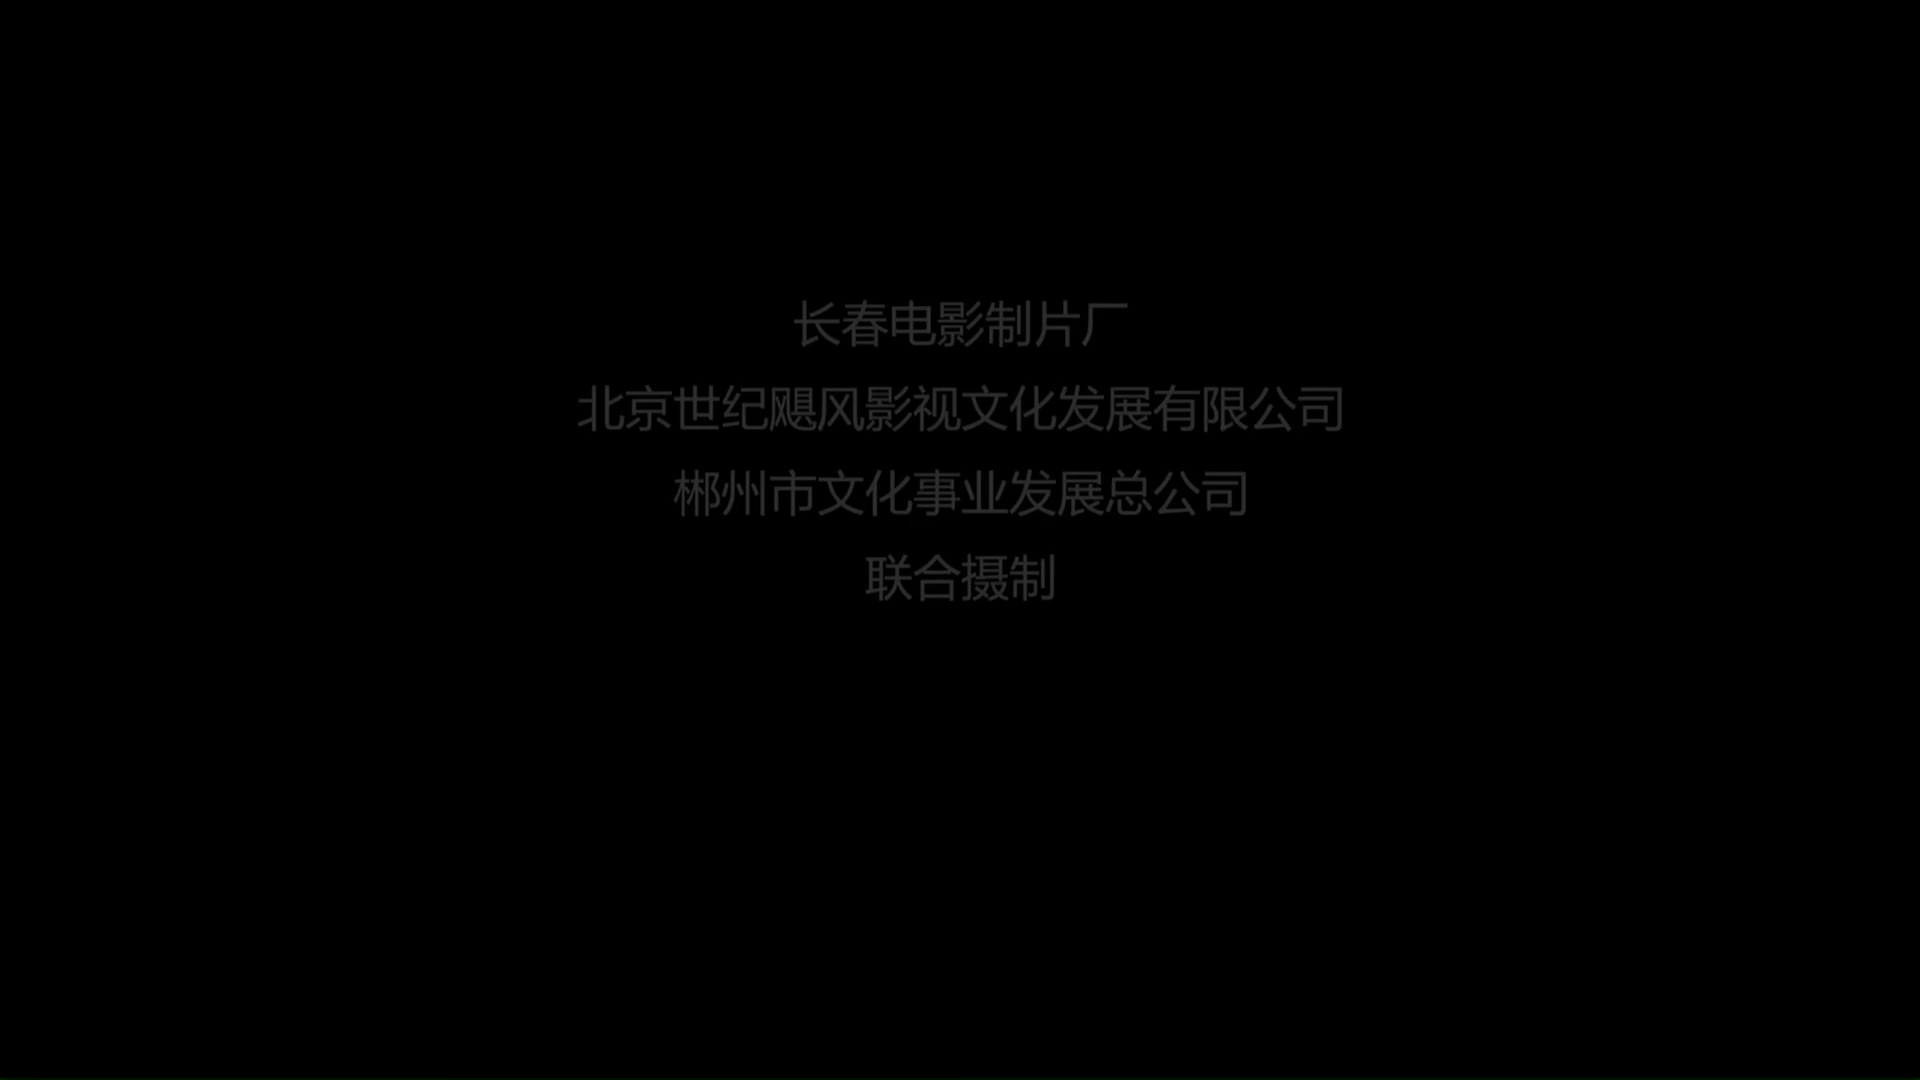 长春电影制片厂
北京世纪飓风影视文化发展有限公司
郴州市文化事业发展总公司
联合摄制